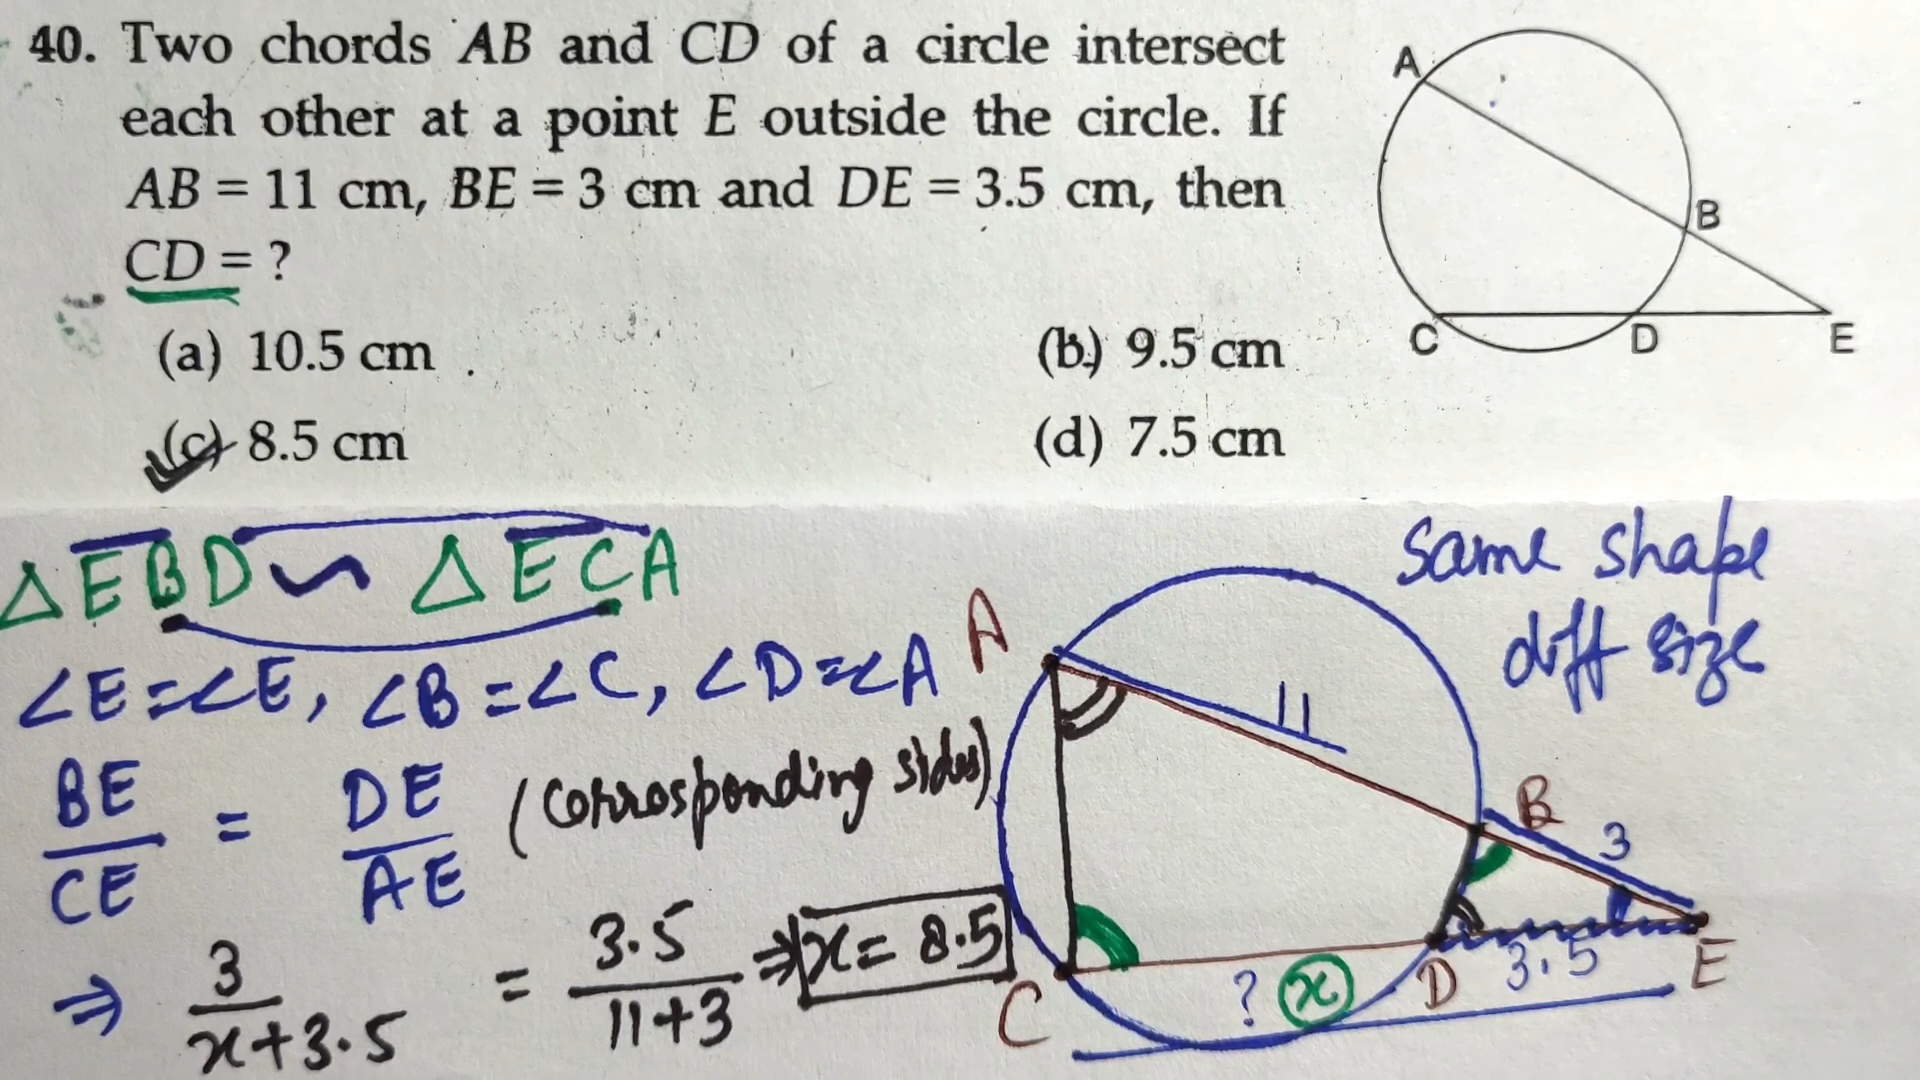 40. Two chords AB and CD of a circle intersect
each other at a point E outside the circle. If
AB = 11 cm, BE = 3 cm and DE = 3.5 cm, then
CD = ?
(a) 10.5 cm (b) 9.5 cm
(c) 8.5 cm (d) 7.5 cm
A
B
C D E
△EBD ∽ △ECA
∠E=∠E, ∠B=∠C, ∠D=∠A
BE/CE = DE/AE (Corrosponding sides)
⇒ 3/x+3.5 = 3.5/11+3 ⇒ x = 8.5
same shape
diff size
A
11
B
3
C ? x D 3.5 E